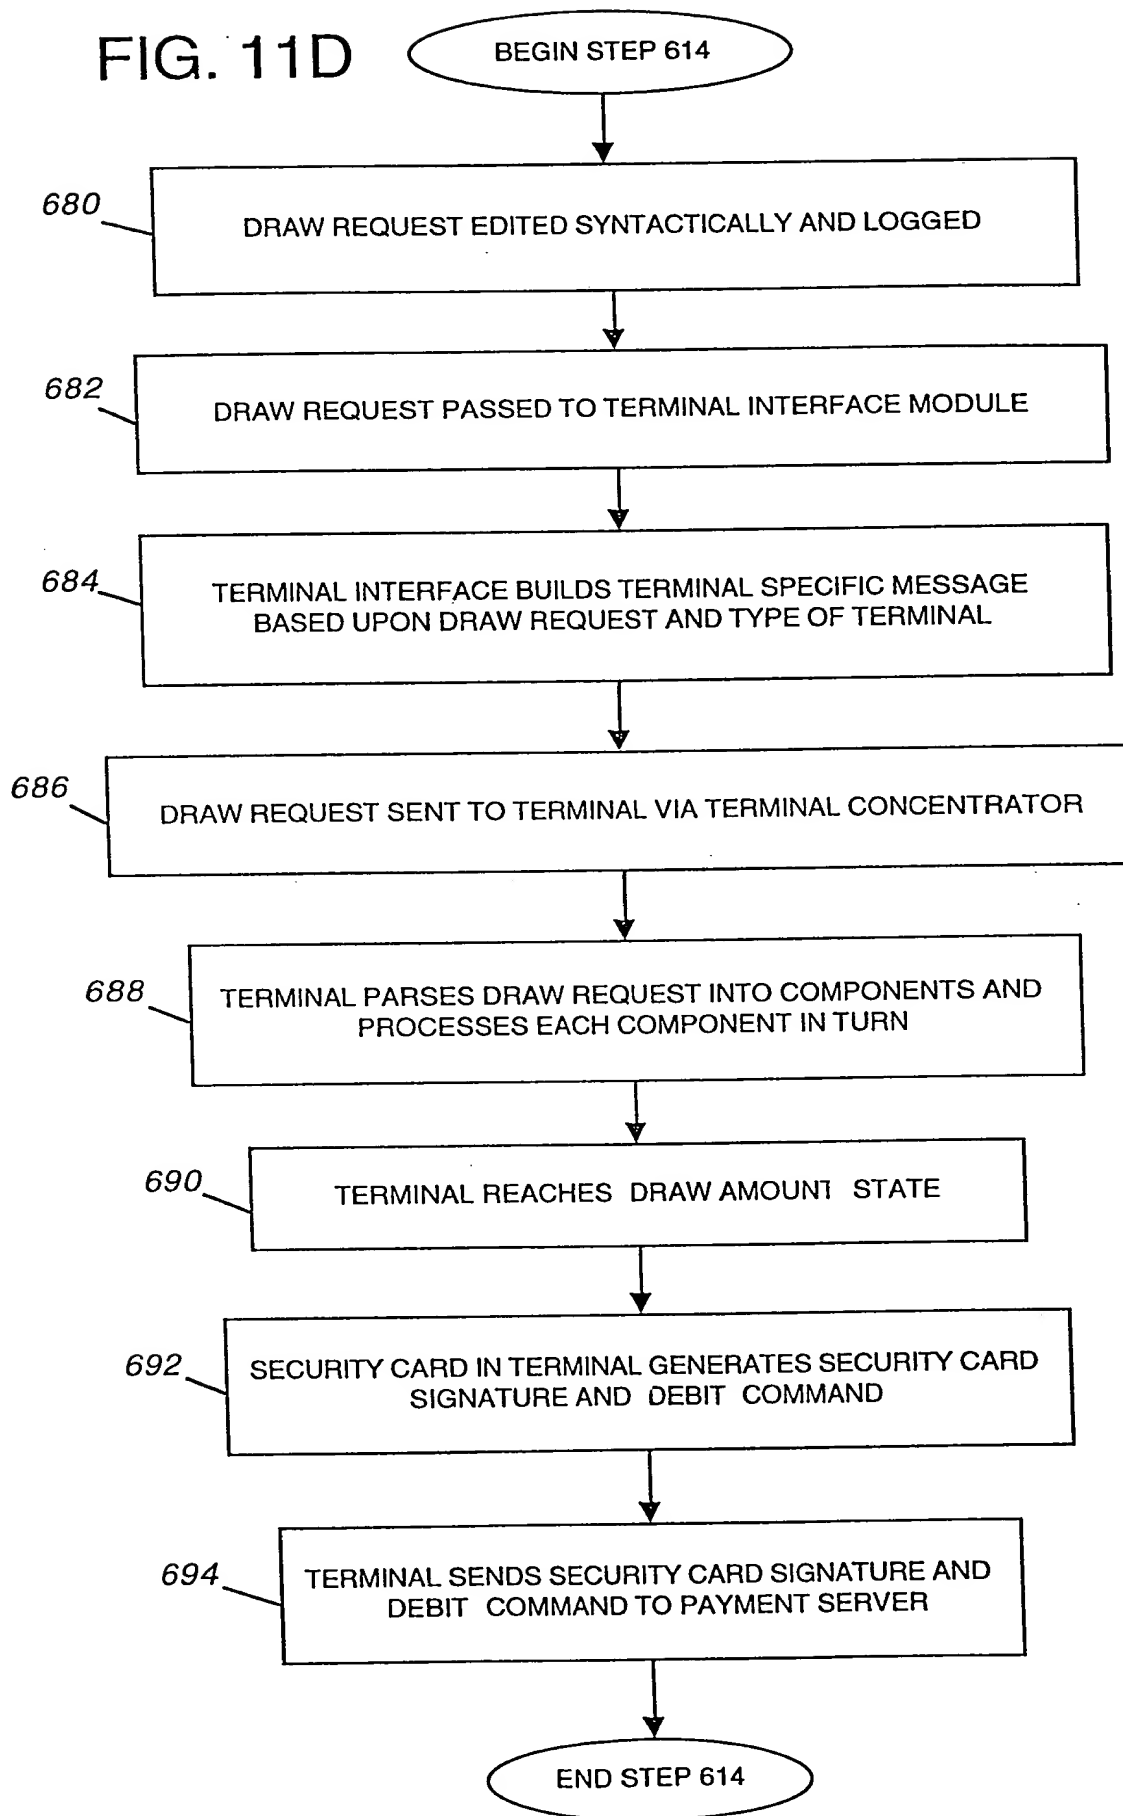 FIG. 11D
BEGIN STEP 614
680
DRAW REQUEST EDITED SYNTACTICALLY AND LOGGED
682
DRAW REQUEST PASSED TO TERMINAL INTERFACE MODULE
684
TERMINAL INTERFACE BUILDS TERMINAL SPECIFIC MESSAGE
BASED UPON DRAW REQUEST AND TYPE OF TERMINAL
686
DRAW REQUEST SENT TO TERMINAL VIA TERMINAL CONCENTRATOR
688
TERMINAL PARSES DRAW REQUEST INTO COMPONENTS AND
PROCESSES EACH COMPONENT IN TURN
690
TERMINAL REACHES DRAW AMOUNT STATE
692
SECURITY CARD IN TERMINAL GENERATES SECURITY CARD
SIGNATURE AND DEBIT COMMAND
694
TERMINAL SENDS SECURITY CARD SIGNATURE AND
DEBIT COMMAND TO PAYMENT SERVER
END STEP 614